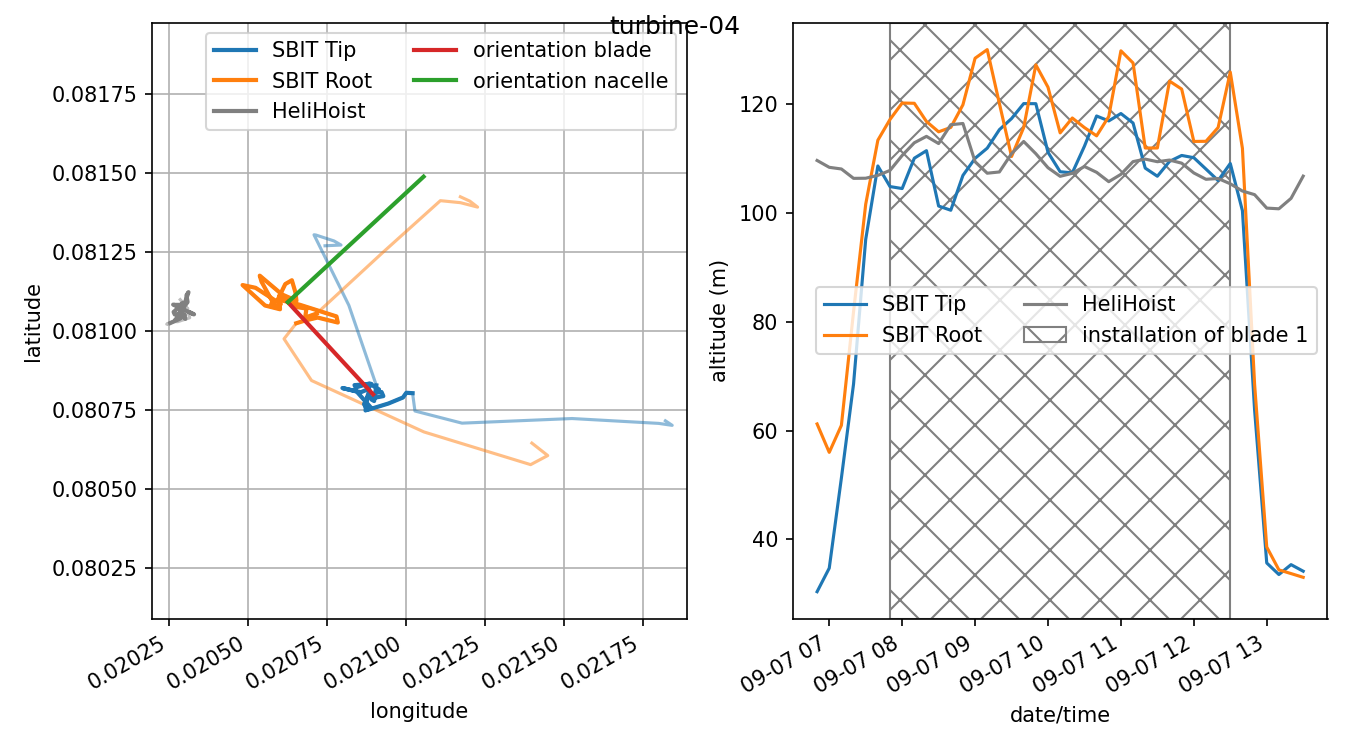 turbine-04
SBIT Tip
SBIT Root
HeliHoist
orientation blade
orientation nacelle
0.08175
0.08150
0.08125
0.08100
0.08075
0.08050
0.08025
latitude
0.02025
0.02050
0.02075
0.02100
0.02125
0.02150
0.02175
longitude
120
100
80
60
40
altitude (m)
SBIT Tip
SBIT Root
HeliHoist
installation of blade 1
09-07 07
09-07 08
09-07 09
09-07 10
09-07 11
09-07 12
09-07 13
date/time